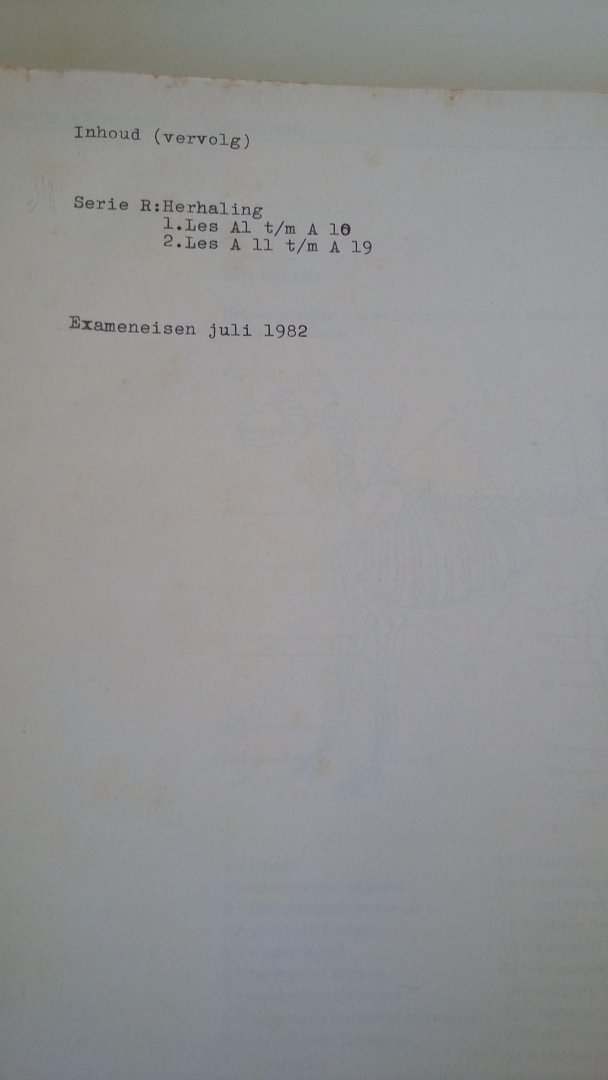 Inhoud (vervolg)
Serie R:Herhaling
1.Les A1 t/m A 10
2.Les A 11 t/m A 19
Exameneisen juli 1982